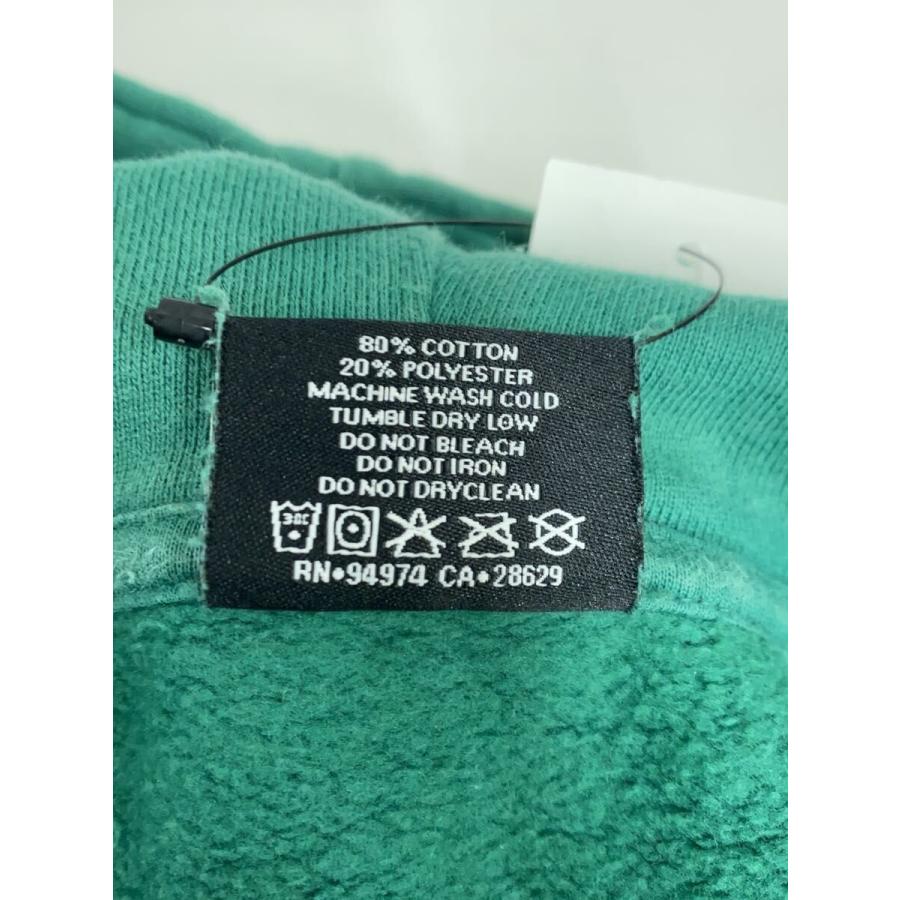 80% COTTON
20% POLYESTER
MACHINE WASH COLD
TUMBLE DRY LOW
DO NOT BLEACH
DO NOT IRON
DO NOT DRYCLEAN
RN•94974 CA•28629